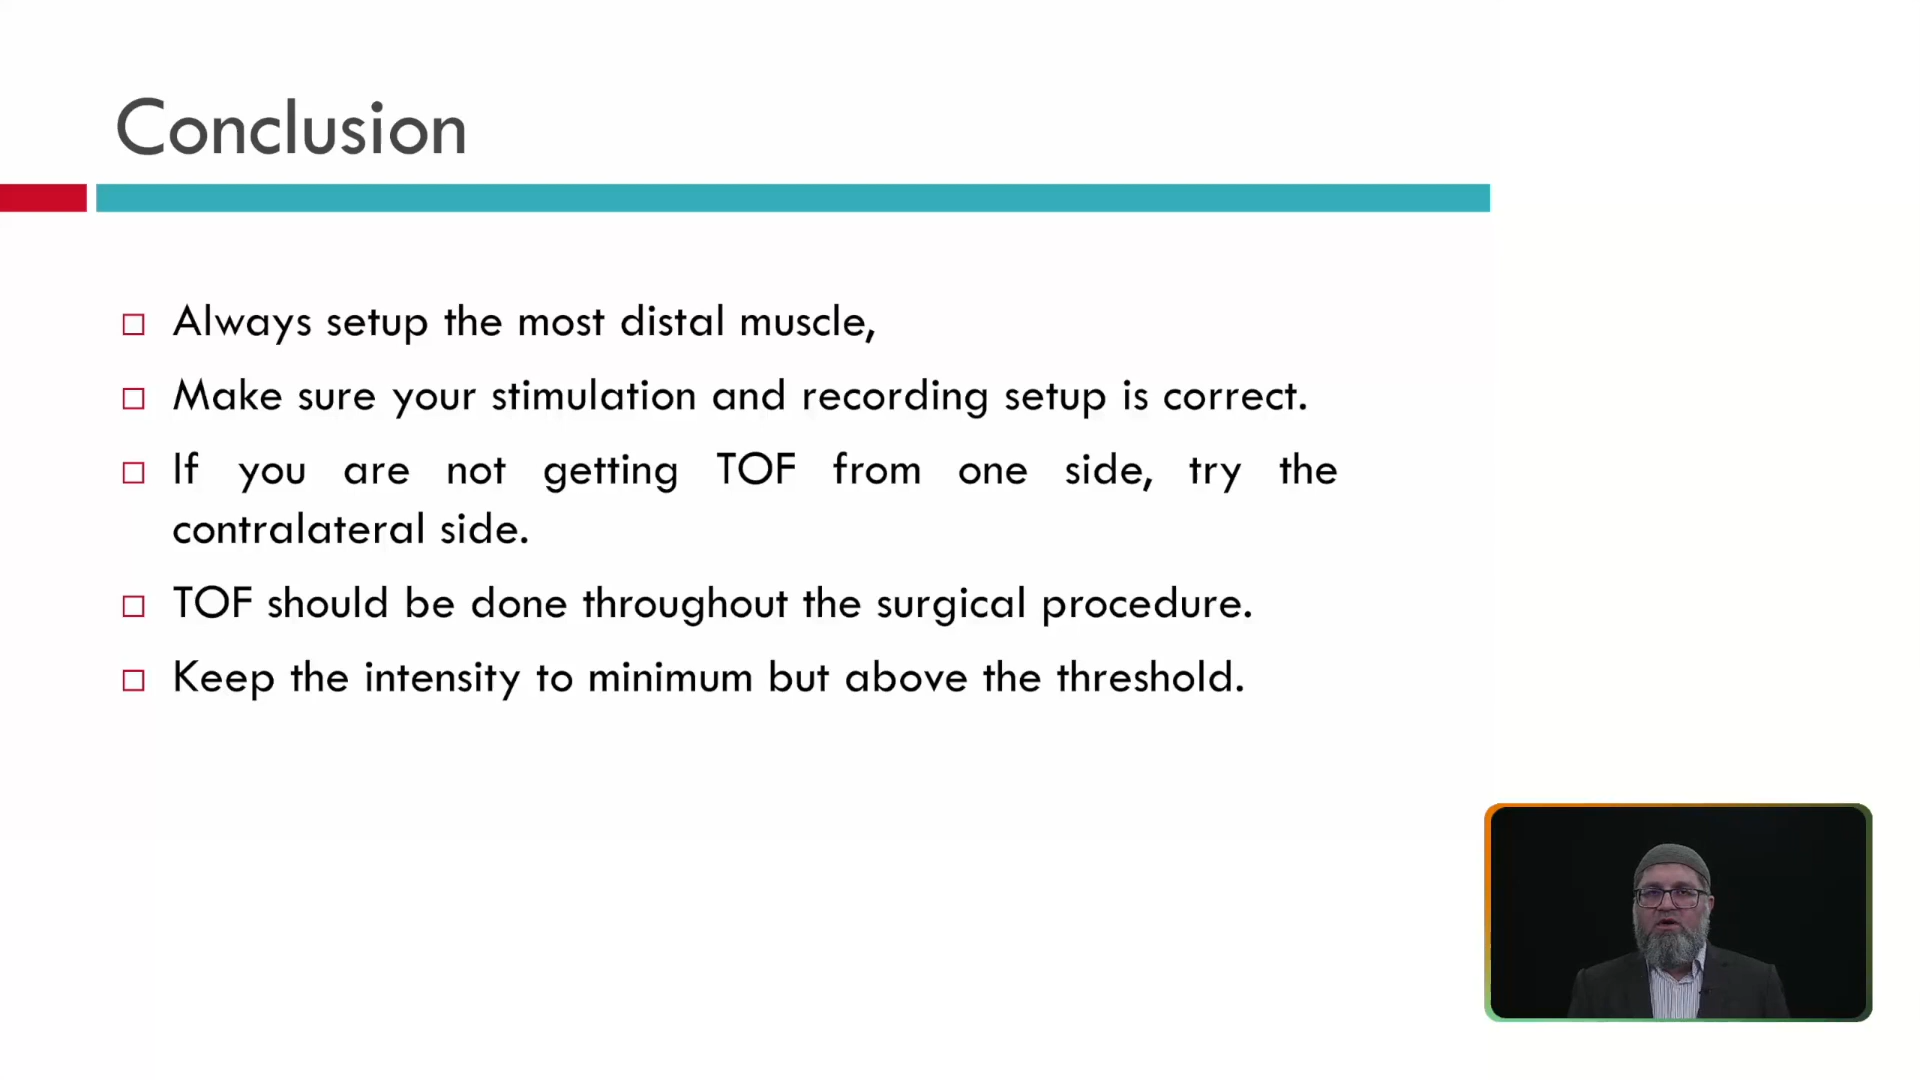 Conclusion
Always setup the most distal muscle,
Make sure your stimulation and recording setup is correct.
If you are not getting TOF from one side, try the
contralateral side.
TOF should be done throughout the surgical procedure.
Keep the intensity to minimum but above the threshold.